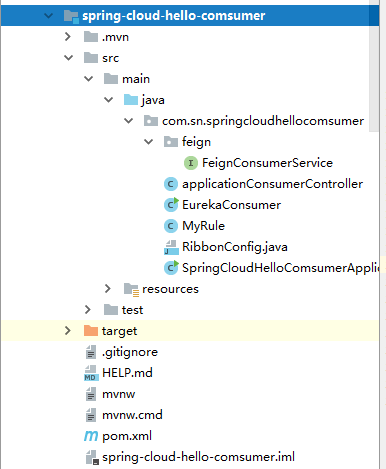 spring-cloud-hello-comsumer
.mvn
src
main
java
com.sn.springcloudhellocomsumer
feign
I FeignConsumerService
C applicationConsumerController
C EurekaConsumer
C MyRule
RibbonConfig.java
C SpringCloudHelloComsumerApplic
resources
test
target
.gitignore
MD HELP.md
mvnw
mvnw.cmd
m pom.xml
spring-cloud-hello-comsumer.iml